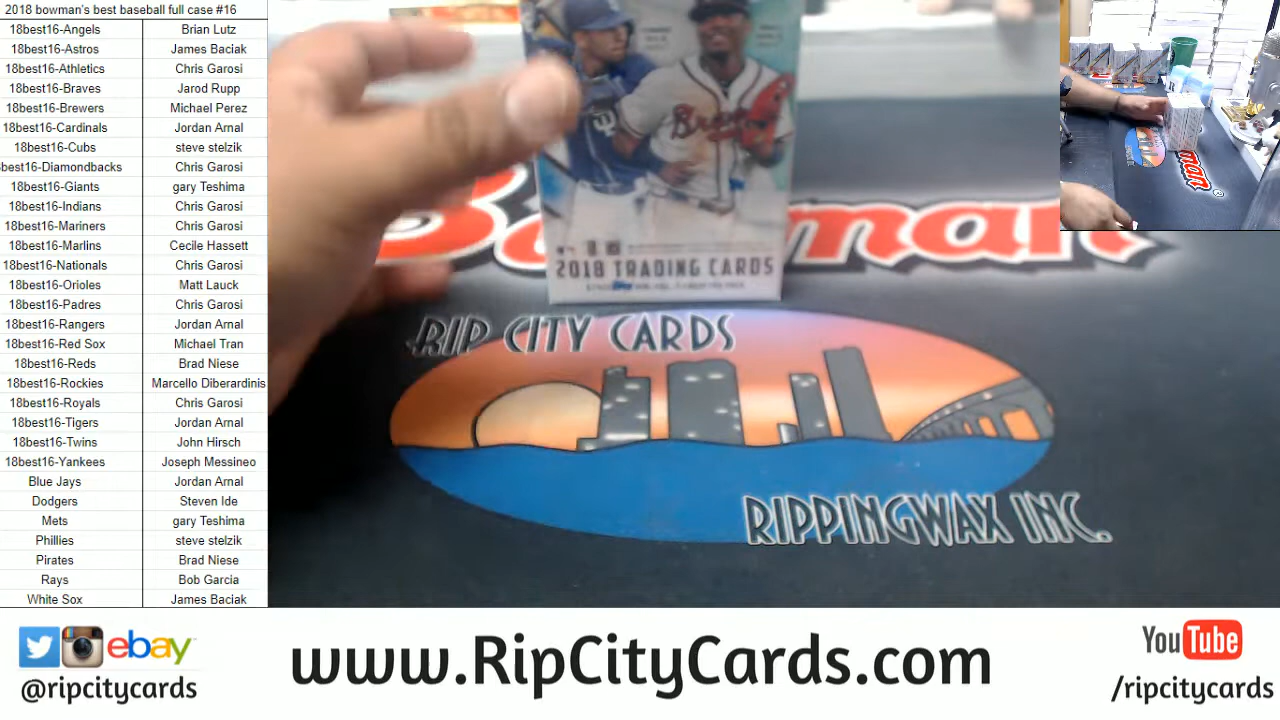 2018 bowman's best baseball full case #16
18best16-Angels Brian Lutz
18best16-Astros James Baciak
18best16-Athletics Chris Garosi
18best16-Braves Jarod Rupp
18best16-Brewers Michael Perez
18best16-Cardinals Jordan Arnal
18best16-Cubs steve stelzik
best16-Diamondbacks Chris Garosi
18best16-Giants gary Teshima
18best16-Indians Chris Garosi
18best16-Mariners Chris Garosi
18best16-Marlins Cecile Hassett
18best16-Nationals Chris Garosi
18best16-Orioles Matt Lauck
18best16-Padres Chris Garosi
18best16-Rangers Jordan Arnal
18best16-Red Sox Michael Tran
18best16-Reds Brad Niese
18best16-Rockies Marcello Diberardinis
18best16-Royals Chris Garosi
18best16-Tigers Jordan Arnal
18best16-Twins John Hirsch
18best16-Yankees Joseph Messineo
Blue Jays Jordan Arnal
Dodgers Steven Ide
Mets gary Teshima
Phillies steve stelzik
Pirates Brad Niese
Rays Bob Garcia
White Sox James Baciak
2018 TRADING CARDS
RIP CITY CARDS
RIPPINGWAX INC.
man
ebay
@ripcitycards
www.RipCityCards.com
YouTube
/ripcitycards